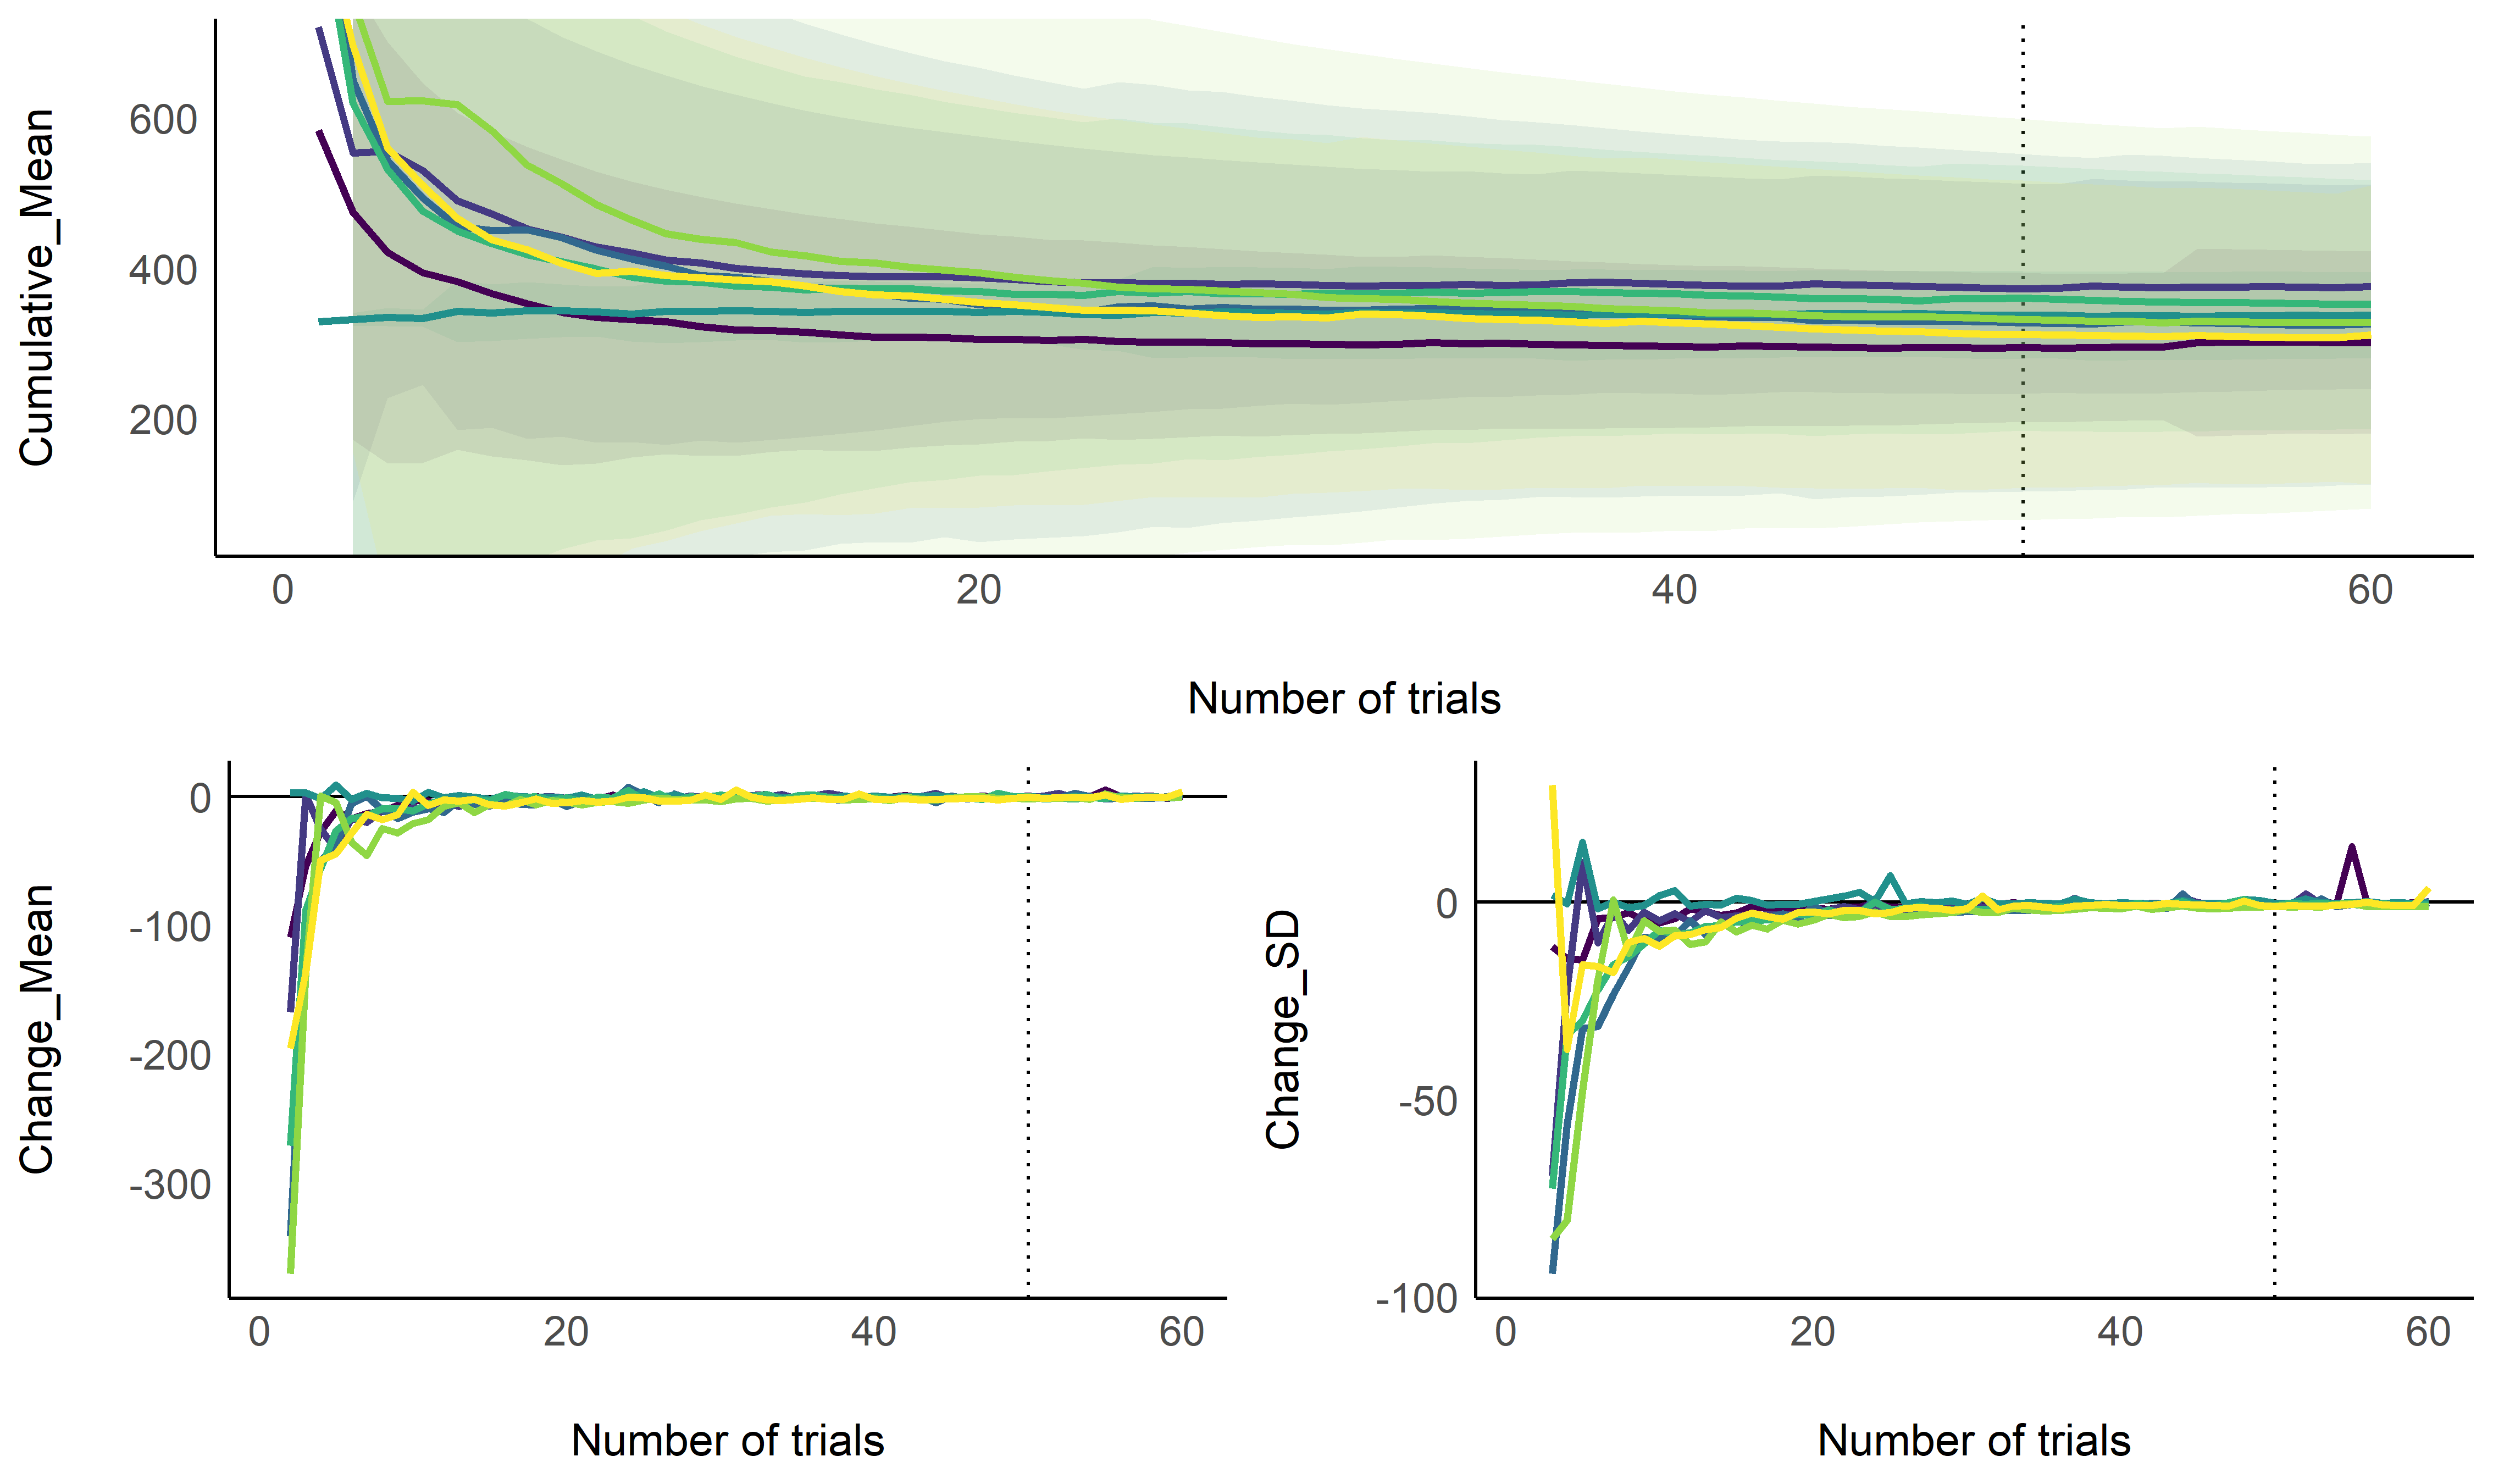 Cumulative_Mean
600
400
200
0 20 40 60
Number of trials
Change_Mean
0
-100
-200
-300
0 20 40 60
Number of trials
Change_SD
0
-50
-100
0 20 40 60
Number of trials